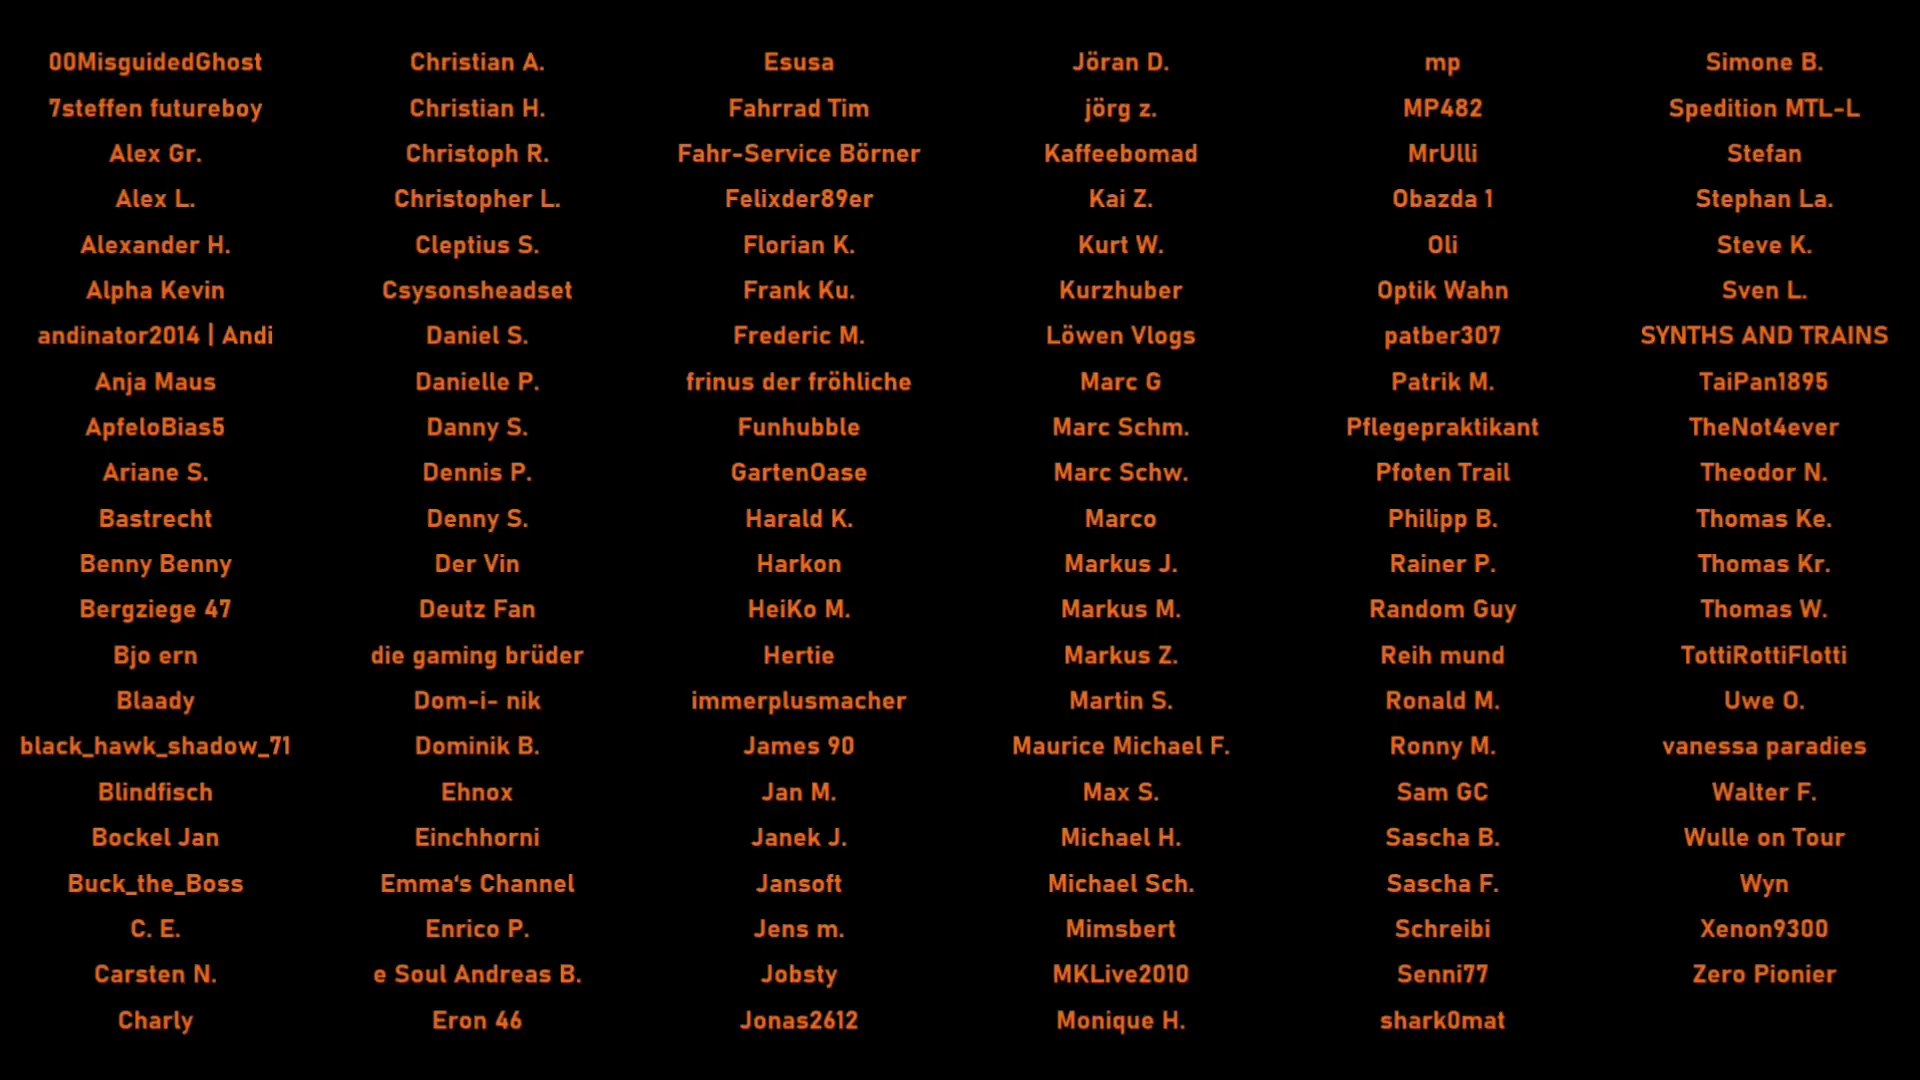 00MisguidedGhost
7steffen futureboy
Alex Gr.
Alex L.
Alexander H.
Alpha Kevin
andinator2014 | Andi
Anja Maus
ApfeloBias5
Ariane S.
Bastrecht
Benny Benny
Bergziege 47
Bjo ern
Blaady
black_hawk_shadow_71
Blindfisch
Bockel Jan
Buck_the_Boss
C. E.
Carsten N.
Charly
Christian A.
Christian H.
Christoph R.
Christopher L.
Cleptius S.
Csysonsheadset
Daniel S.
Danielle P.
Danny S.
Dennis P.
Denny S.
Der Vin
Deutz Fan
die gaming brüder
Dom-i- nik
Dominik B.
Ehnox
Einchhorni
Emma‘s Channel
Enrico P.
e Soul Andreas B.
Eron 46
Esusa
Fahrrad Tim
Fahr-Service Börner
Felixder89er
Florian K.
Frank Ku.
Frederic M.
frinus der fröhliche
Funhubble
GartenOase
Harald K.
Harkon
HeiKo M.
Hertie
immerplusmacher
James 90
Jan M.
Janek J.
Jansoft
Jens m.
Jobsty
Jonas2612
Jöran D.
jörg z.
Kaffeebomad
Kai Z.
Kurt W.
Kurzhuber
Löwen Vlogs
Marc G
Marc Schm.
Marc Schw.
Marco
Markus J.
Markus M.
Markus Z.
Martin S.
Maurice Michael F.
Max S.
Michael H.
Michael Sch.
Mimsbert
MKLive2010
Monique H.
mp
MP482
MrUlli
Obazda 1
Oli
Optik Wahn
patber307
Patrik M.
Pflegepraktikant
Pfoten Trail
Philipp B.
Rainer P.
Random Guy
Reih mund
Ronald M.
Ronny M.
Sam GC
Sascha B.
Sascha F.
Schreibi
Senni77
shark0mat
Simone B.
Spedition MTL-L
Stefan
Stephan La.
Steve K.
Sven L.
SYNTHS AND TRAINS
TaiPan1895
TheNot4ever
Theodor N.
Thomas Ke.
Thomas Kr.
Thomas W.
TottiRottiFlotti
Uwe O.
vanessa paradies
Walter F.
Wulle on Tour
Wyn
Xenon9300
Zero Pionier